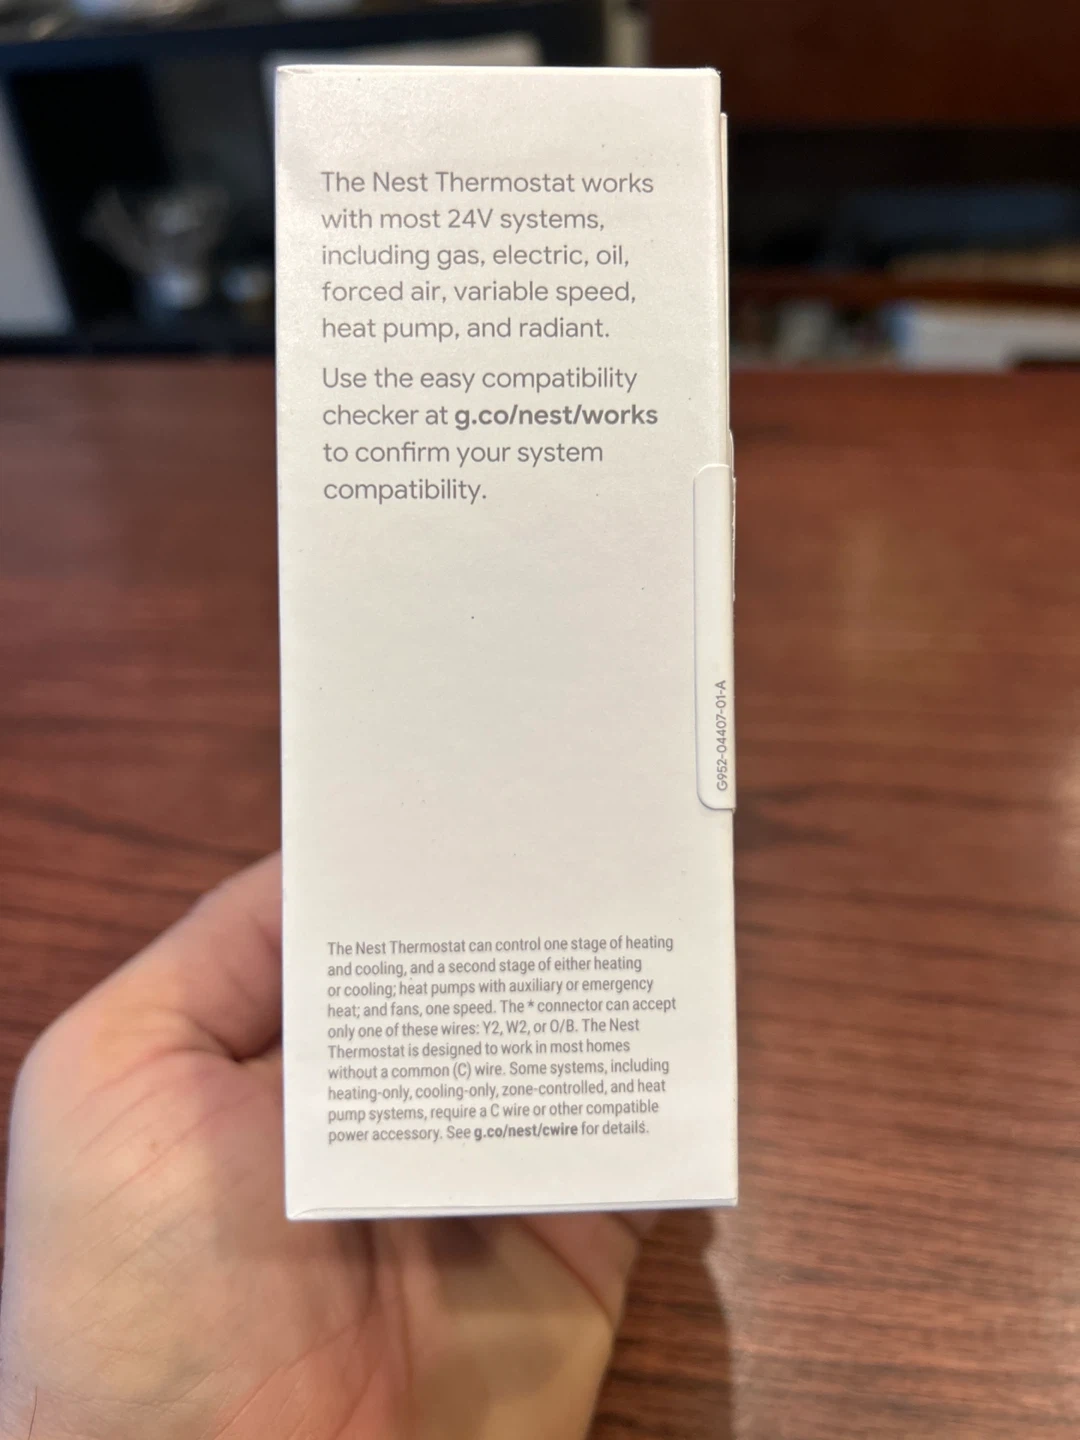 The Nest Thermostat works
with most 24V systems,
including gas, electric, oil,
forced air, variable speed,
heat pump, and radiant.
Use the easy compatibility
checker at g.co/nest/works
to confirm your system
compatibility.
G952-04407-01-A
The Nest Thermostat can control one stage of heating
and cooling, and a second stage of either heating
or cooling; heat pumps with auxiliary or emergency
heat; and fans, one speed. The * connector can accept
only one of these wires: Y2, W2, or O/B. The Nest
Thermostat is designed to work in most homes
without a common (C) wire. Some systems, including
heating-only, cooling-only, zone-controlled, and heat
pump systems, require a C wire or other compatible
power accessory. See g.co/nest/cwire for details.